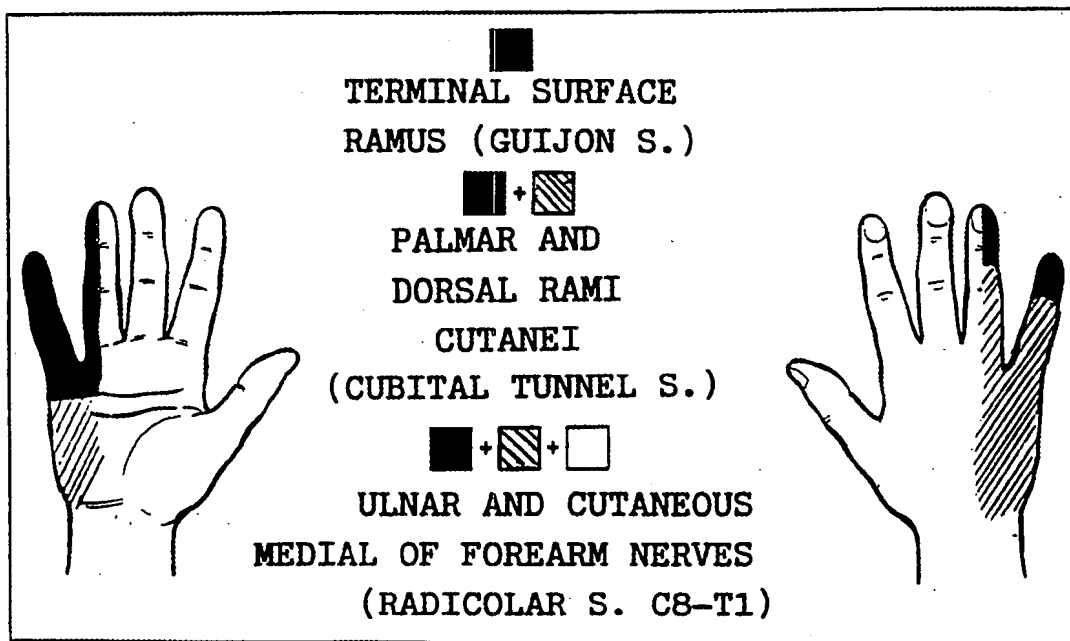 TERMINAL SURFACE
RAMUS (GUIJON S.)
+
PALMAR AND
DORSAL RAMI
CUTANEI
(CUBITAL TUNNEL S.)
+ +
ULNAR AND CUTANEOUS
MEDIAL OF FOREARM NERVES
(RADICOLAR S. C8-T1)